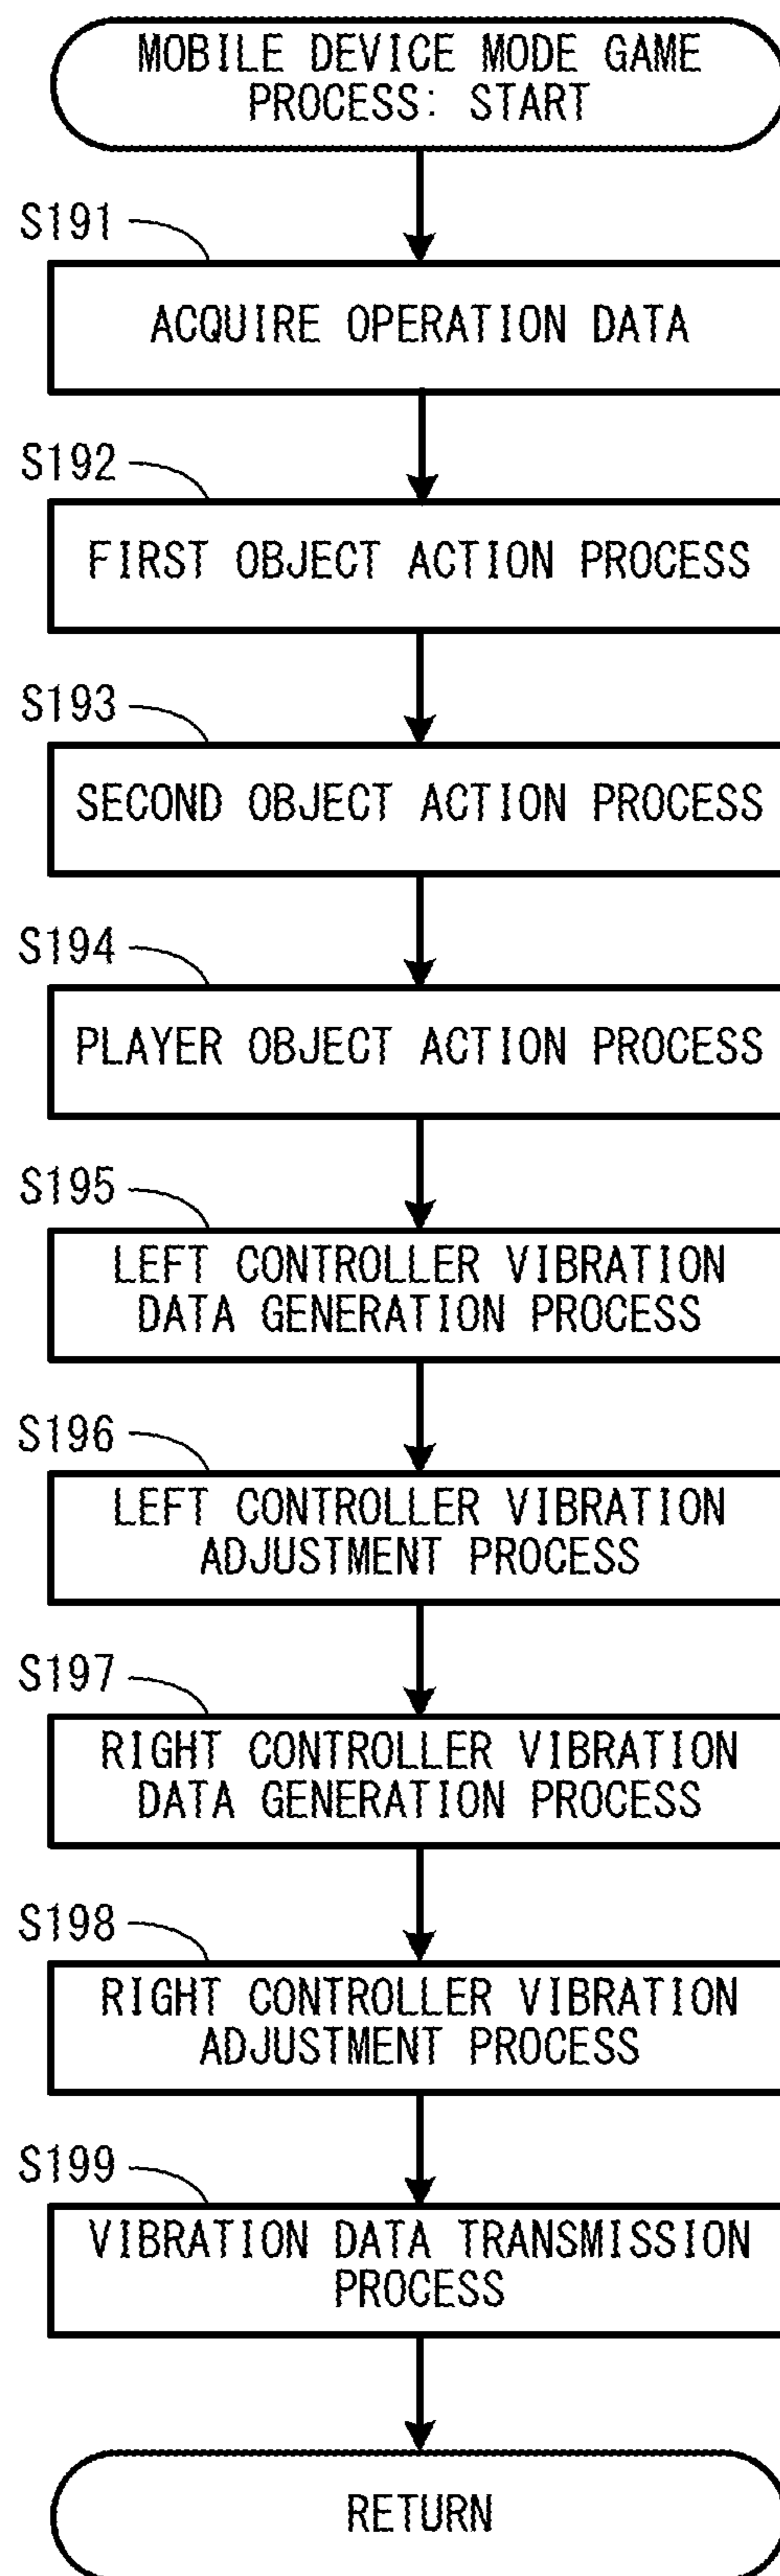 MOBILE DEVICE MODE GAME
PROCESS: START
S191
ACQUIRE OPERATION DATA
S192
FIRST OBJECT ACTION PROCESS
S193
SECOND OBJECT ACTION PROCESS
S194
PLAYER OBJECT ACTION PROCESS
S195
LEFT CONTROLLER VIBRATION
DATA GENERATION PROCESS
S196
LEFT CONTROLLER VIBRATION
ADJUSTMENT PROCESS
S197
RIGHT CONTROLLER VIBRATION
DATA GENERATION PROCESS
S198
RIGHT CONTROLLER VIBRATION
ADJUSTMENT PROCESS
S199
VIBRATION DATA TRANSMISSION
PROCESS
RETURN